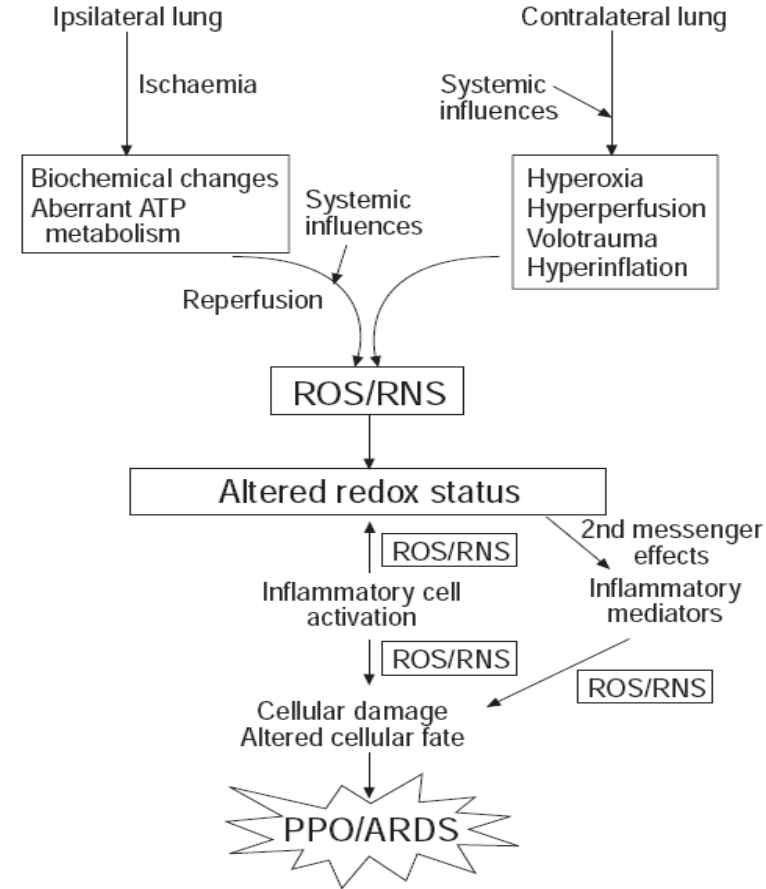 Ipsilateral lung
Contralateral lung
Ischaemia
Systemic
influences
Biochemical changes
Aberrant ATP
metabolism
Systemic
influences
Hyperoxia
Hyperperfusion
Volotrauma
Hyperinflation
Reperfusion
ROS/RNS
Altered redox status
2nd messenger
effects
ROS/RNS
Inflammatory cell
activation
Inflammatory
mediators
ROS/RNS
ROS/RNS
Cellular damage
Altered cellular fate
PPO/ARDS